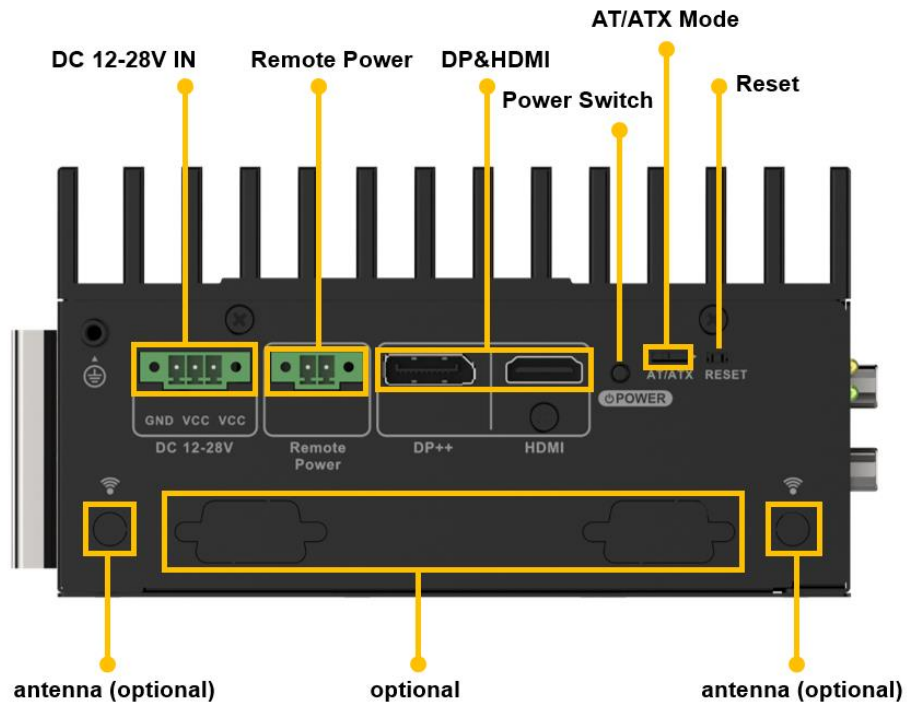 AT/ATX Mode
DC 12-28V IN
Remote Power
DP&HDMI
Reset
Power Switch
AT/ATX
RESET
POWER
GND VCC VCC
DC 12-28V
Remote
Power
DP++
HDMI
antenna (optional)
optional
antenna (optional)